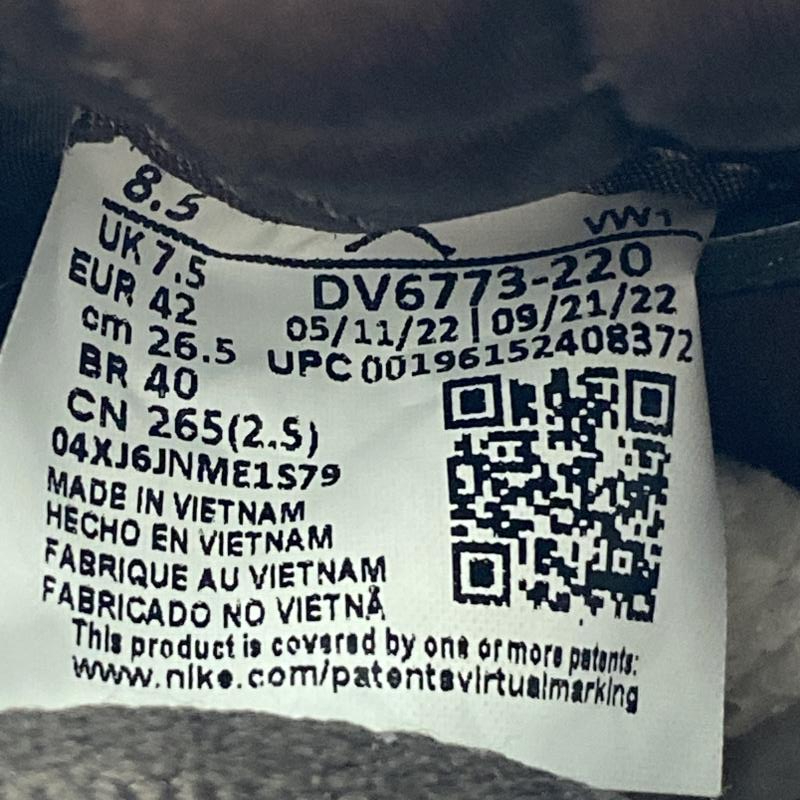 8.5
VW1
UK 7.5
EUR 42
cm 26.5
BR 40
CN 265(2.5)
04XJ6JNME1S79
DV6773-220
05/11/22 | 09/21/22
UPC 00196152408372
MADE IN VIETNAM
HECHO EN VIETNAM
FABRIQUE AU VIETNAM
FABRICADO NO VIETNÃ
This product is covered by one or more patents:
www.nike.com/patentsvirtualmarking